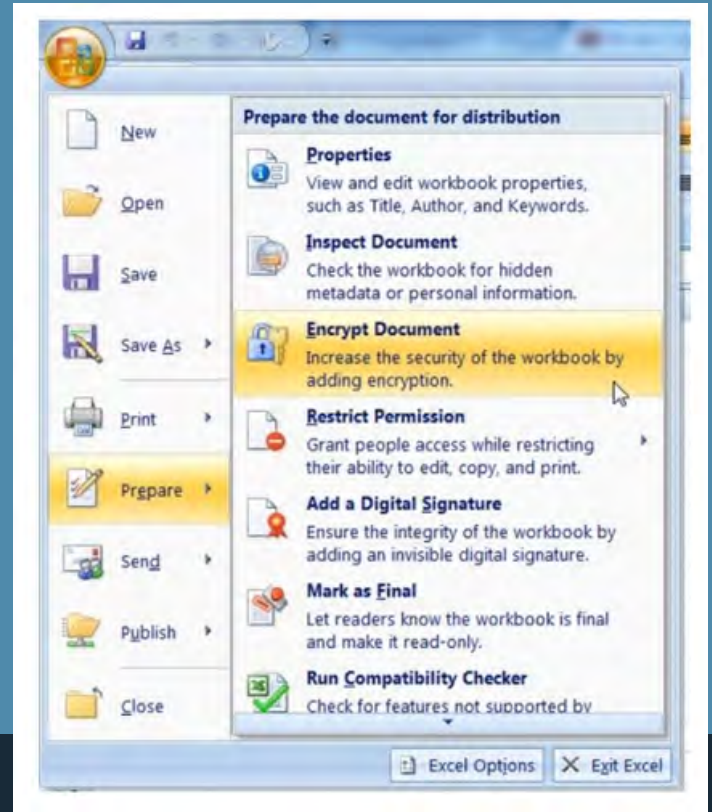 New
Open
Save
Save As
Print
Prepare
Send
Publish
Close
Prepare the document for distribution
Properties
View and edit workbook properties,
such as Title, Author, and Keywords.
Inspect Document
Check the workbook for hidden
metadata or personal information.
Encrypt Document
Increase the security of the workbook by
adding encryption.
Restrict Permission
Grant people access while restricting
their ability to edit, copy, and print.
Add a Digital Signature
Ensure the integrity of the workbook by
adding an invisible digital signature.
Mark as Final
Let readers know the workbook is final
and make it read-only.
Run Compatibility Checker
Check for features not supported by
Excel Options
Exit Excel